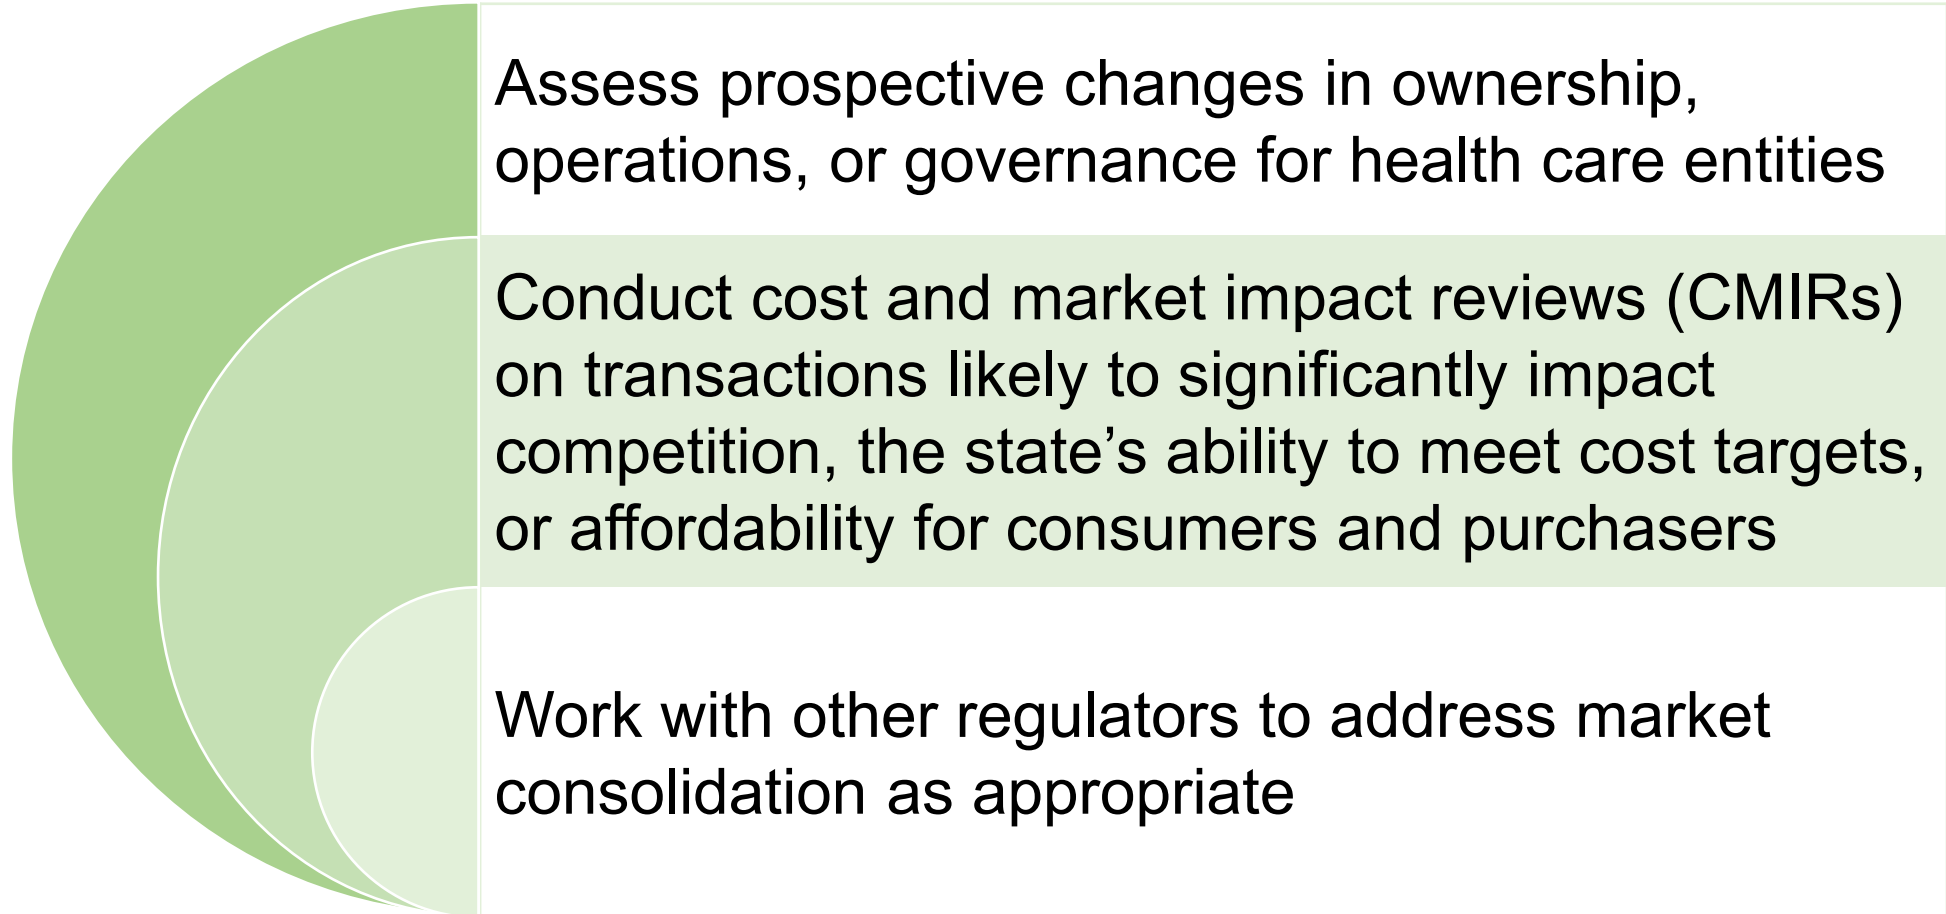 Assess prospective changes in ownership,
operations, or governance for health care entities
Conduct cost and market impact reviews (CMIRs)
on transactions likely to significantly impact
competition, the state’s ability to meet cost targets,
or affordability for consumers and purchasers
Work with other regulators to address market
consolidation as appropriate